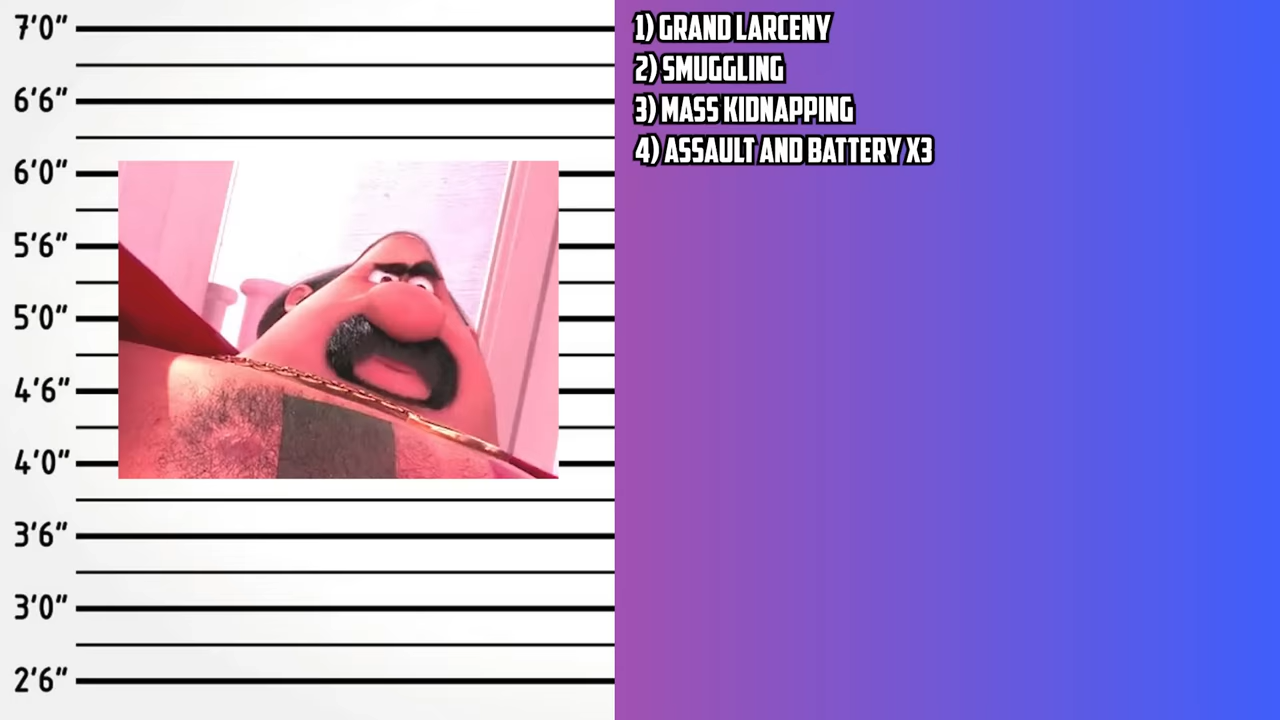 7'0"
6'6"
6'0"
5'6"
5'0"
4'6"
4'0"
3'6"
3'0"
2'6"
1) GRAND LARCENY
2) SMUGGLING
3) MASS KIDNAPPING
4) ASSAULT AND BATTERY X3